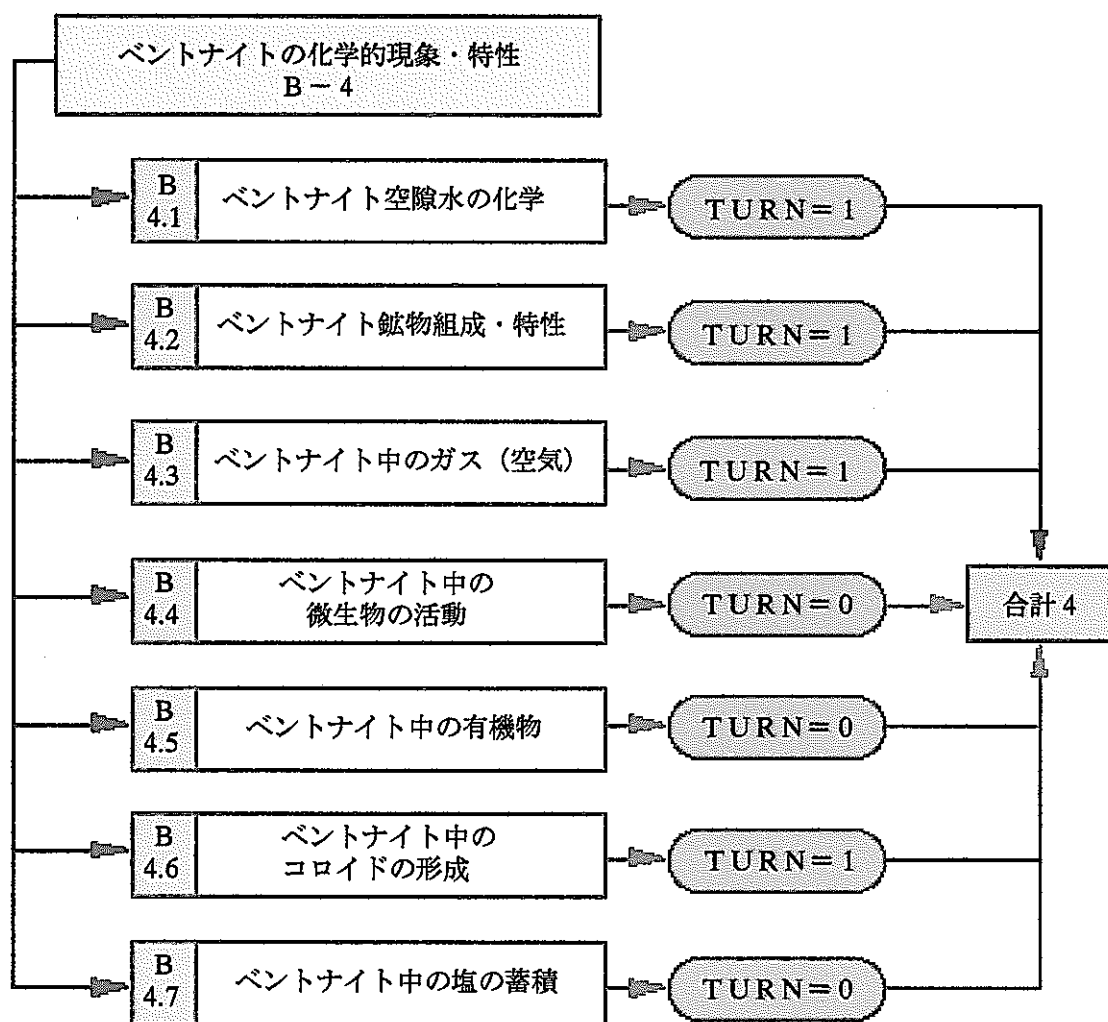 ベントナイトの化学的現象・特性
B－4
B
4.1
ベントナイト空隙水の化学
TURN=1
B
4.2
ベントナイト鉱物組成・特性
TURN=1
B
4.3
ベントナイト中のガス（空気）
TURN=1
B
4.4
ベントナイト中の
微生物の活動
TURN=0
合計4
B
4.5
ベントナイト中の有機物
TURN=0
B
4.6
ベントナイト中の
コロイドの形成
TURN=1
B
4.7
ベントナイト中の塩の蓄積
TURN=0